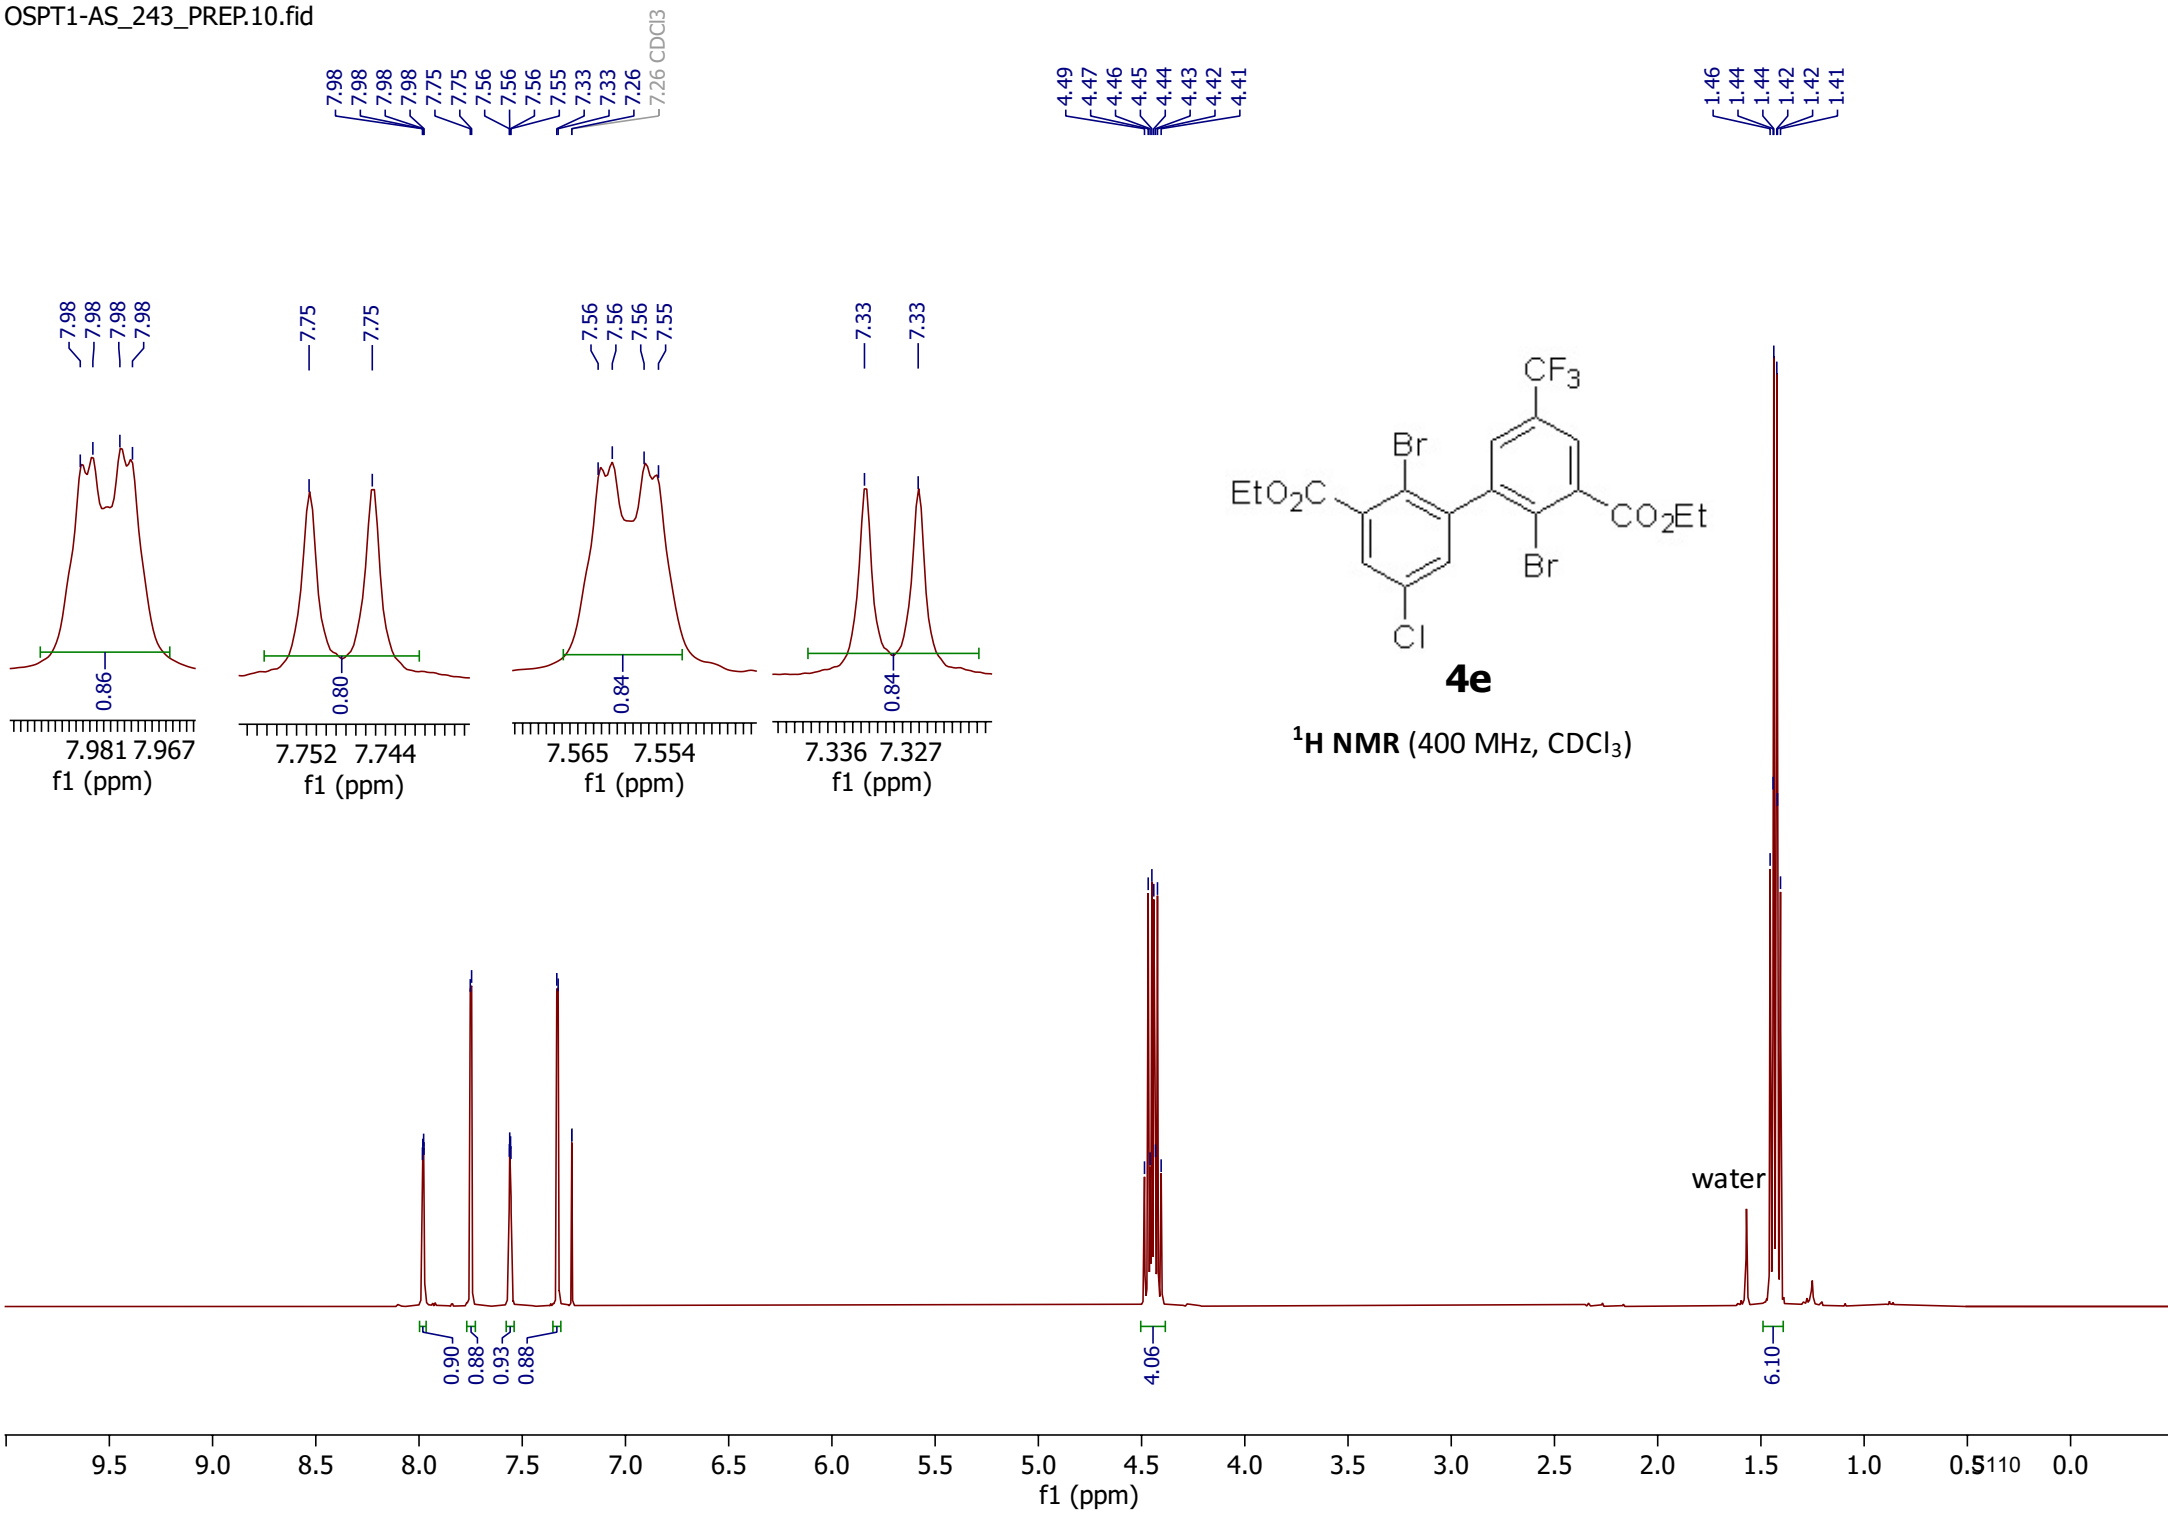 OSPT1-AS_243_PREP.10.fid
7.98
7.98
7.98
7.98
7.75
7.75
7.56
7.56
7.56
7.55
7.33
7.33
7.26
7.26 CDCl3
4.49
4.47
4.46
4.45
4.44
4.43
4.42
4.41
1.46
1.44
1.44
1.42
1.42
1.41
7.98
7.98
7.98
7.98
0.86
7.981 7.967
f1 (ppm)
7.75
7.75
0.80
7.752 7.744
f1 (ppm)
7.56
7.56
7.56
7.55
0.84
7.565 7.554
f1 (ppm)
7.33
7.33
0.84
7.336 7.327
f1 (ppm)
CF3
Br
EtO2C
CO2Et
Br
Cl
4e
1H NMR (400 MHz, CDCl3)
water
0.90
0.88
0.93
0.88
4.06
6.10
9.5 9.0 8.5 8.0 7.5 7.0 6.5 6.0 5.5 5.0 4.5 4.0 3.5 3.0 2.5 2.0 1.5 1.0 0.5 0.0
S110
f1 (ppm)